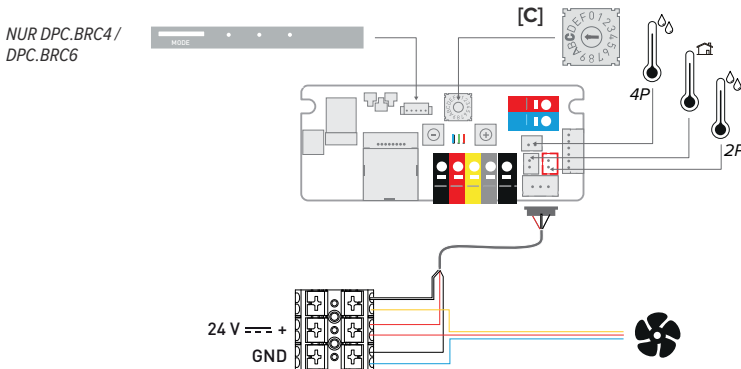 NUR DPC.BRC4 /
DPC.BRC6
MODE
[C]
4P
2P
24 V +
GND